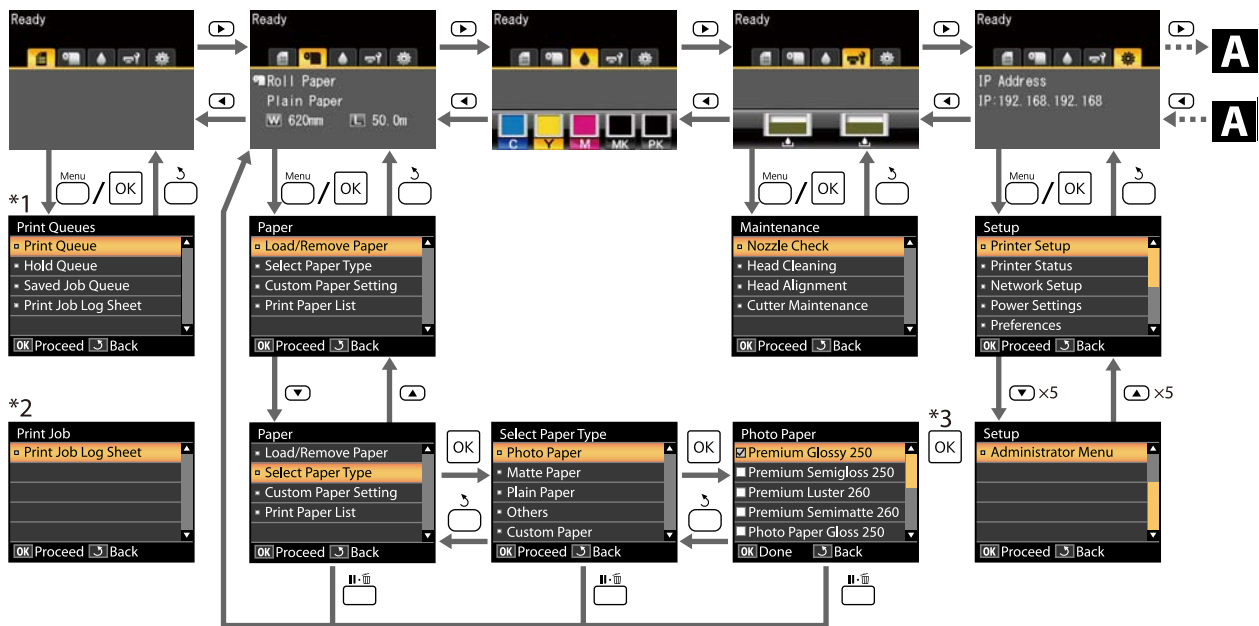 Ready
Ready
Ready
Ready
Ready
A
Roll Paper
Plain Paper
W 620mm L 50.0m
C Y M MK PK
IP Address
IP:192.168.192.168
A
Menu / OK
Menu / OK
Menu / OK
Menu / OK
*1
Print Queues
Print Queue
Hold Queue
Saved Job Queue
Print Job Log Sheet
OK Proceed Back
Paper
Load/Remove Paper
Select Paper Type
Custom Paper Setting
Print Paper List
OK Proceed Back
Maintenance
Nozzle Check
Head Cleaning
Head Alignment
Cutter Maintenance
OK Proceed Back
Setup
Printer Setup
Printer Status
Network Setup
Power Settings
Preferences
OK Proceed Back
×5
×5
*2
Print Job
Print Job Log Sheet
OK Proceed Back
Paper
Load/Remove Paper
Select Paper Type
Custom Paper Setting
Print Paper List
OK Proceed Back
OK
Select Paper Type
Photo Paper
Matte Paper
Plain Paper
Others
Custom Paper
OK Proceed Back
OK
Photo Paper
Premium Glossy 250
Premium Semigloss 250
Premium Luster 260
Premium Semimatte 260
Photo Paper Gloss 250
OK Done Back
*3
OK
Setup
Administrator Menu
OK Proceed Back